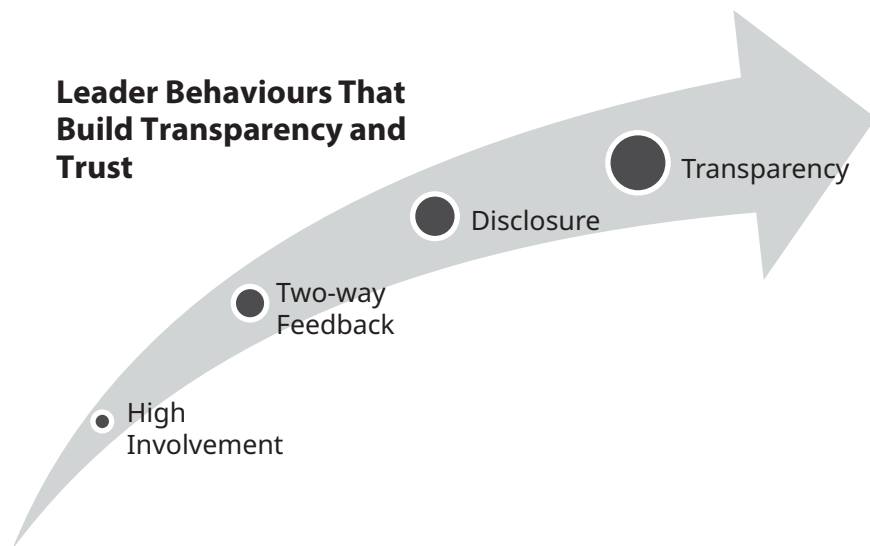 Leader Behaviours That
Build Transparency and
Trust
Transparency
Disclosure
Two-way
Feedback
High
Involvement